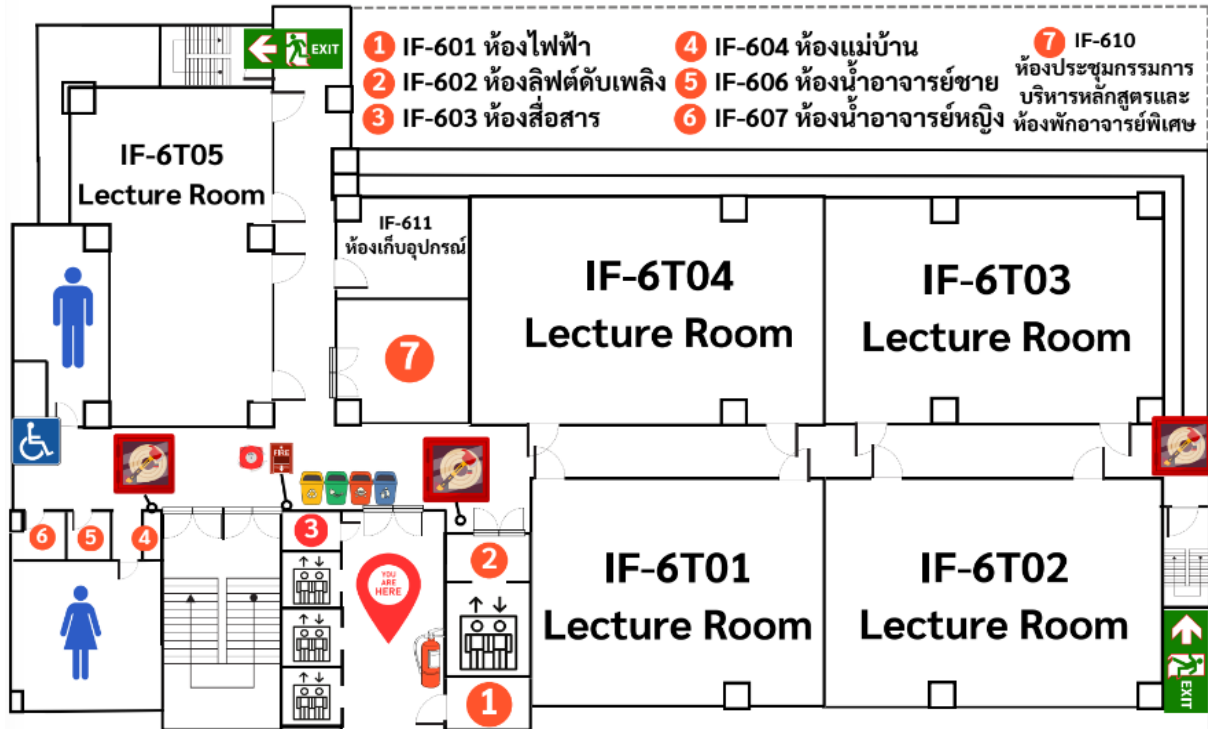 EXIT
1 IF-601 ห้องไฟฟ้า
2 IF-602 ห้องลิฟต์ดับเพลิง
3 IF-603 ห้องสื่อสาร
4 IF-604 ห้องแม่บ้าน
5 IF-606 ห้องน้ำอาจารย์ชาย
6 IF-607 ห้องน้ำอาจารย์หญิง
7 IF-610
ห้องประชุมกรรมการ
บริหารหลักสูตรและ
ห้องพักอาจารย์พิเศษ
IF-6T05
Lecture Room
IF-611
ห้องเก็บอุปกรณ์
IF-6T04
Lecture Room
IF-6T03
Lecture Room
7
FIRE
6
5
4
3
2
YOU
ARE
HERE
1
IF-6T01
Lecture Room
IF-6T02
Lecture Room
EXIT